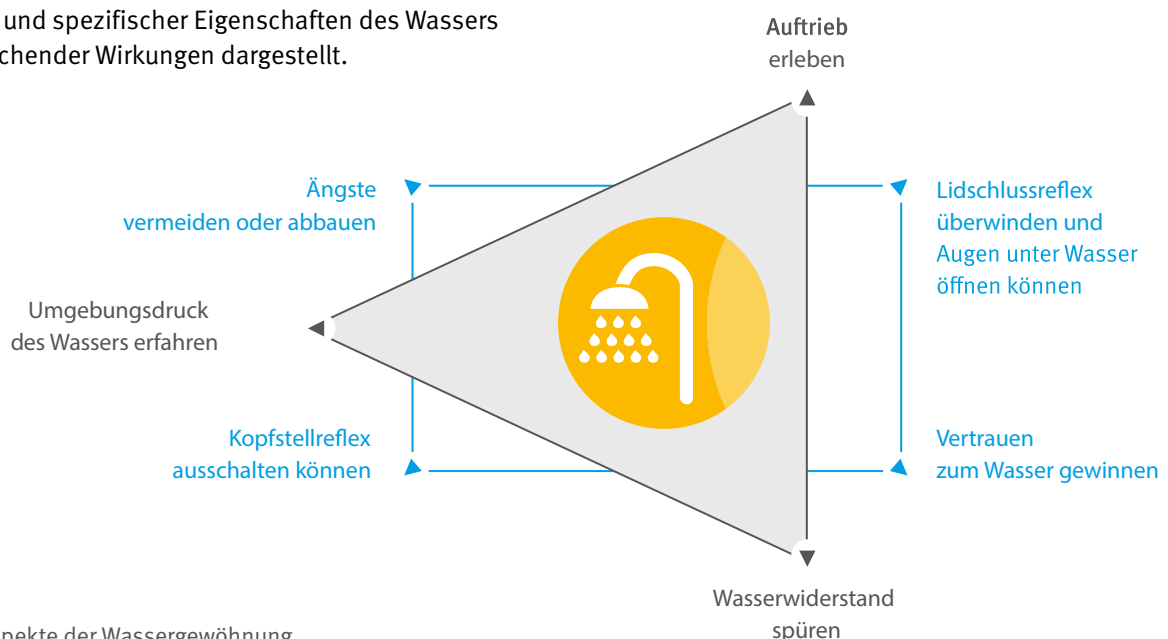 und spezifischer Eigenschaften des Wassers
chender Wirkungen dargestellt.
Auftrieb
erleben
Ängste
vermeiden oder abbauen
Lidschlussreflex
überwinden und
Augen unter Wasser
öffnen können
Umgebungsdruck
des Wassers erfahren
Kopfstellreflex
ausschalten können
Vertrauen
zum Wasser gewinnen
Wasserwiderstand
spüren
pekte der Wassergewöhnung